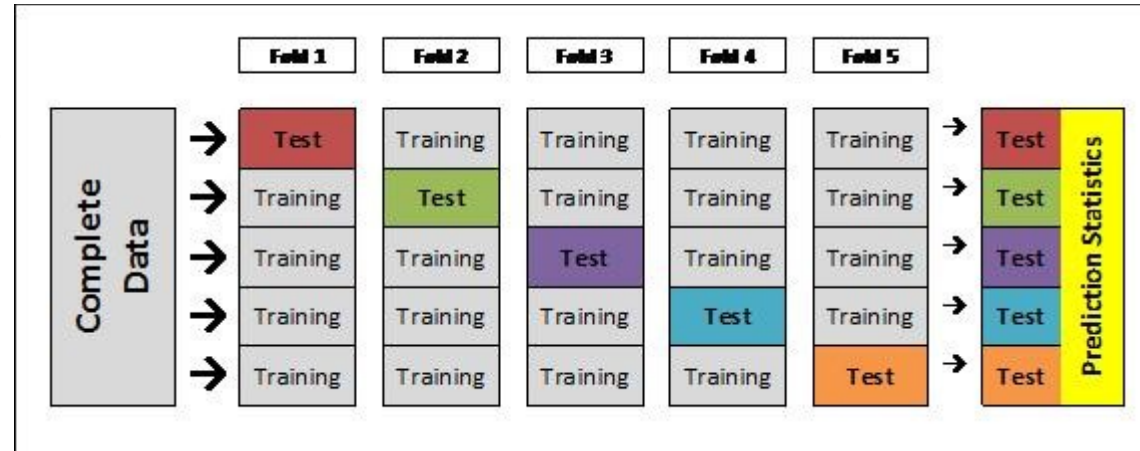 Fold 1 Fold 2 Fold 3 Fold 4 Fold 5
Complete
Data
Test Training Training Training Training Test
Training Test Training Training Training Test
Training Training Test Training Training Test
Training Training Training Test Training Test
Training Training Training Training Test Test
Prediction Statistics